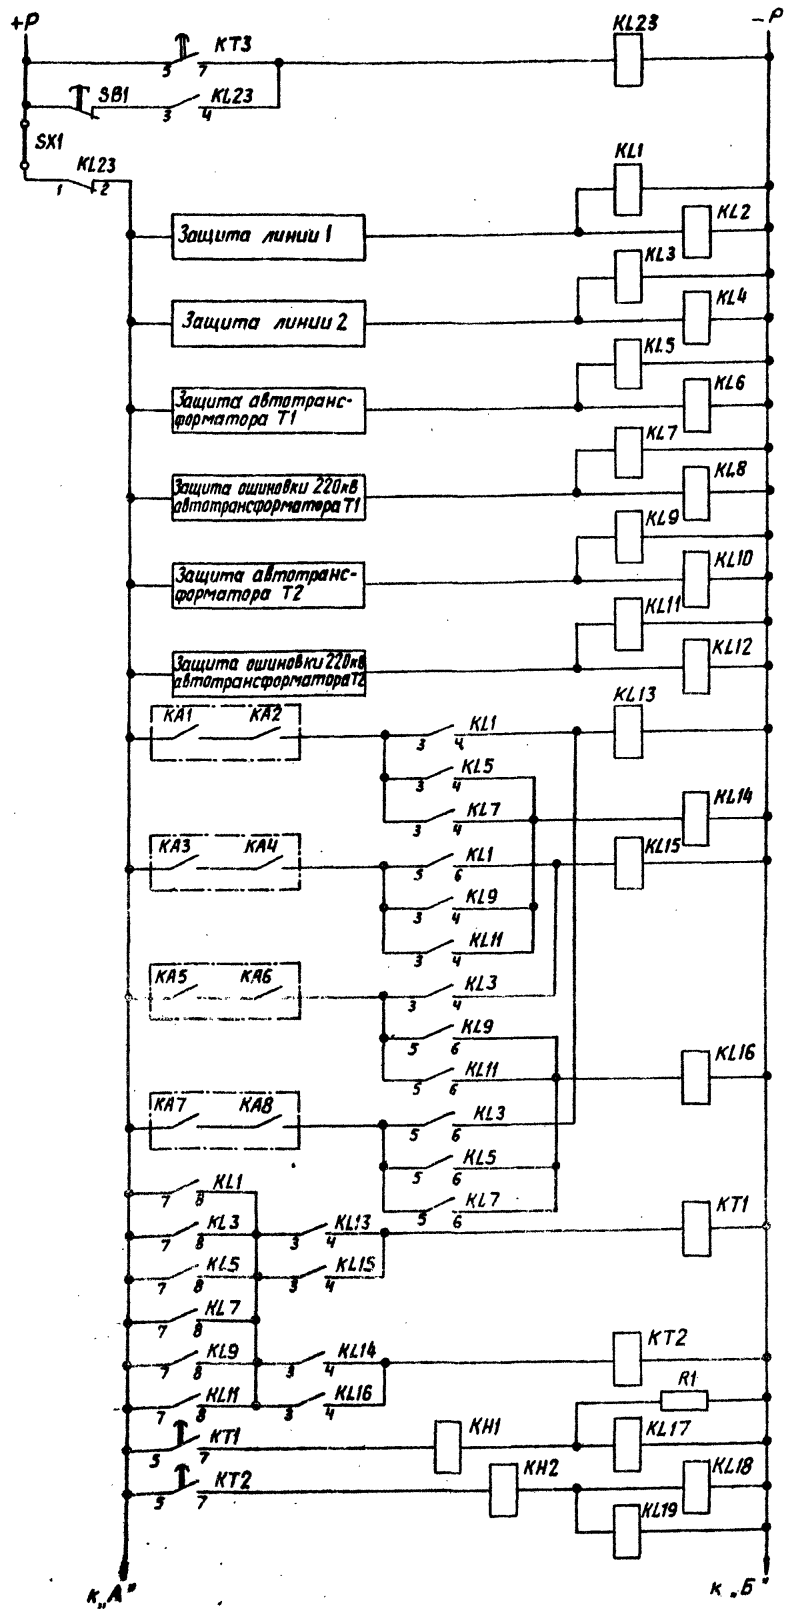 +P
КТ3
KL23
-P
5
7
SB1
KL23
3
4
SX1
KL23
1
2
KL1
Защита линии 1
KL2
KL3
Защита линии 2
KL4
KL5
Защита автотранс-
форматора Т1
KL6
KL7
Защита ошиновки 220кв
автотрансформатора Т1
KL8
KL9
Защита автотранс-
форматора Т2
KL10
KL11
Защита ошиновки 220кв
автотрансформатора Т2
KL12
KL13
KA1
KA2
3
4
KL1
3
4
KL5
3
4
KL7
KL14
KA3
KA4
5
6
KL1
KL15
3
4
KL9
3
4
KL11
KA5
KA6
3
4
KL3
5
6
KL9
5
6
KL11
KL16
KA7
KA8
5
6
KL3
5
6
KL5
5
6
KL7
7
8
KL1
7
8
KL3
3
4
KL13
KT1
7
8
KL5
3
4
KL15
7
8
KL7
7
8
KL9
3
4
KL14
KT2
7
8
KL11
3
4
KL16
R1
5
7
KT1
KH1
KL17
5
7
KT2
KH2
KL18
KL19
к „А"
к „Б"